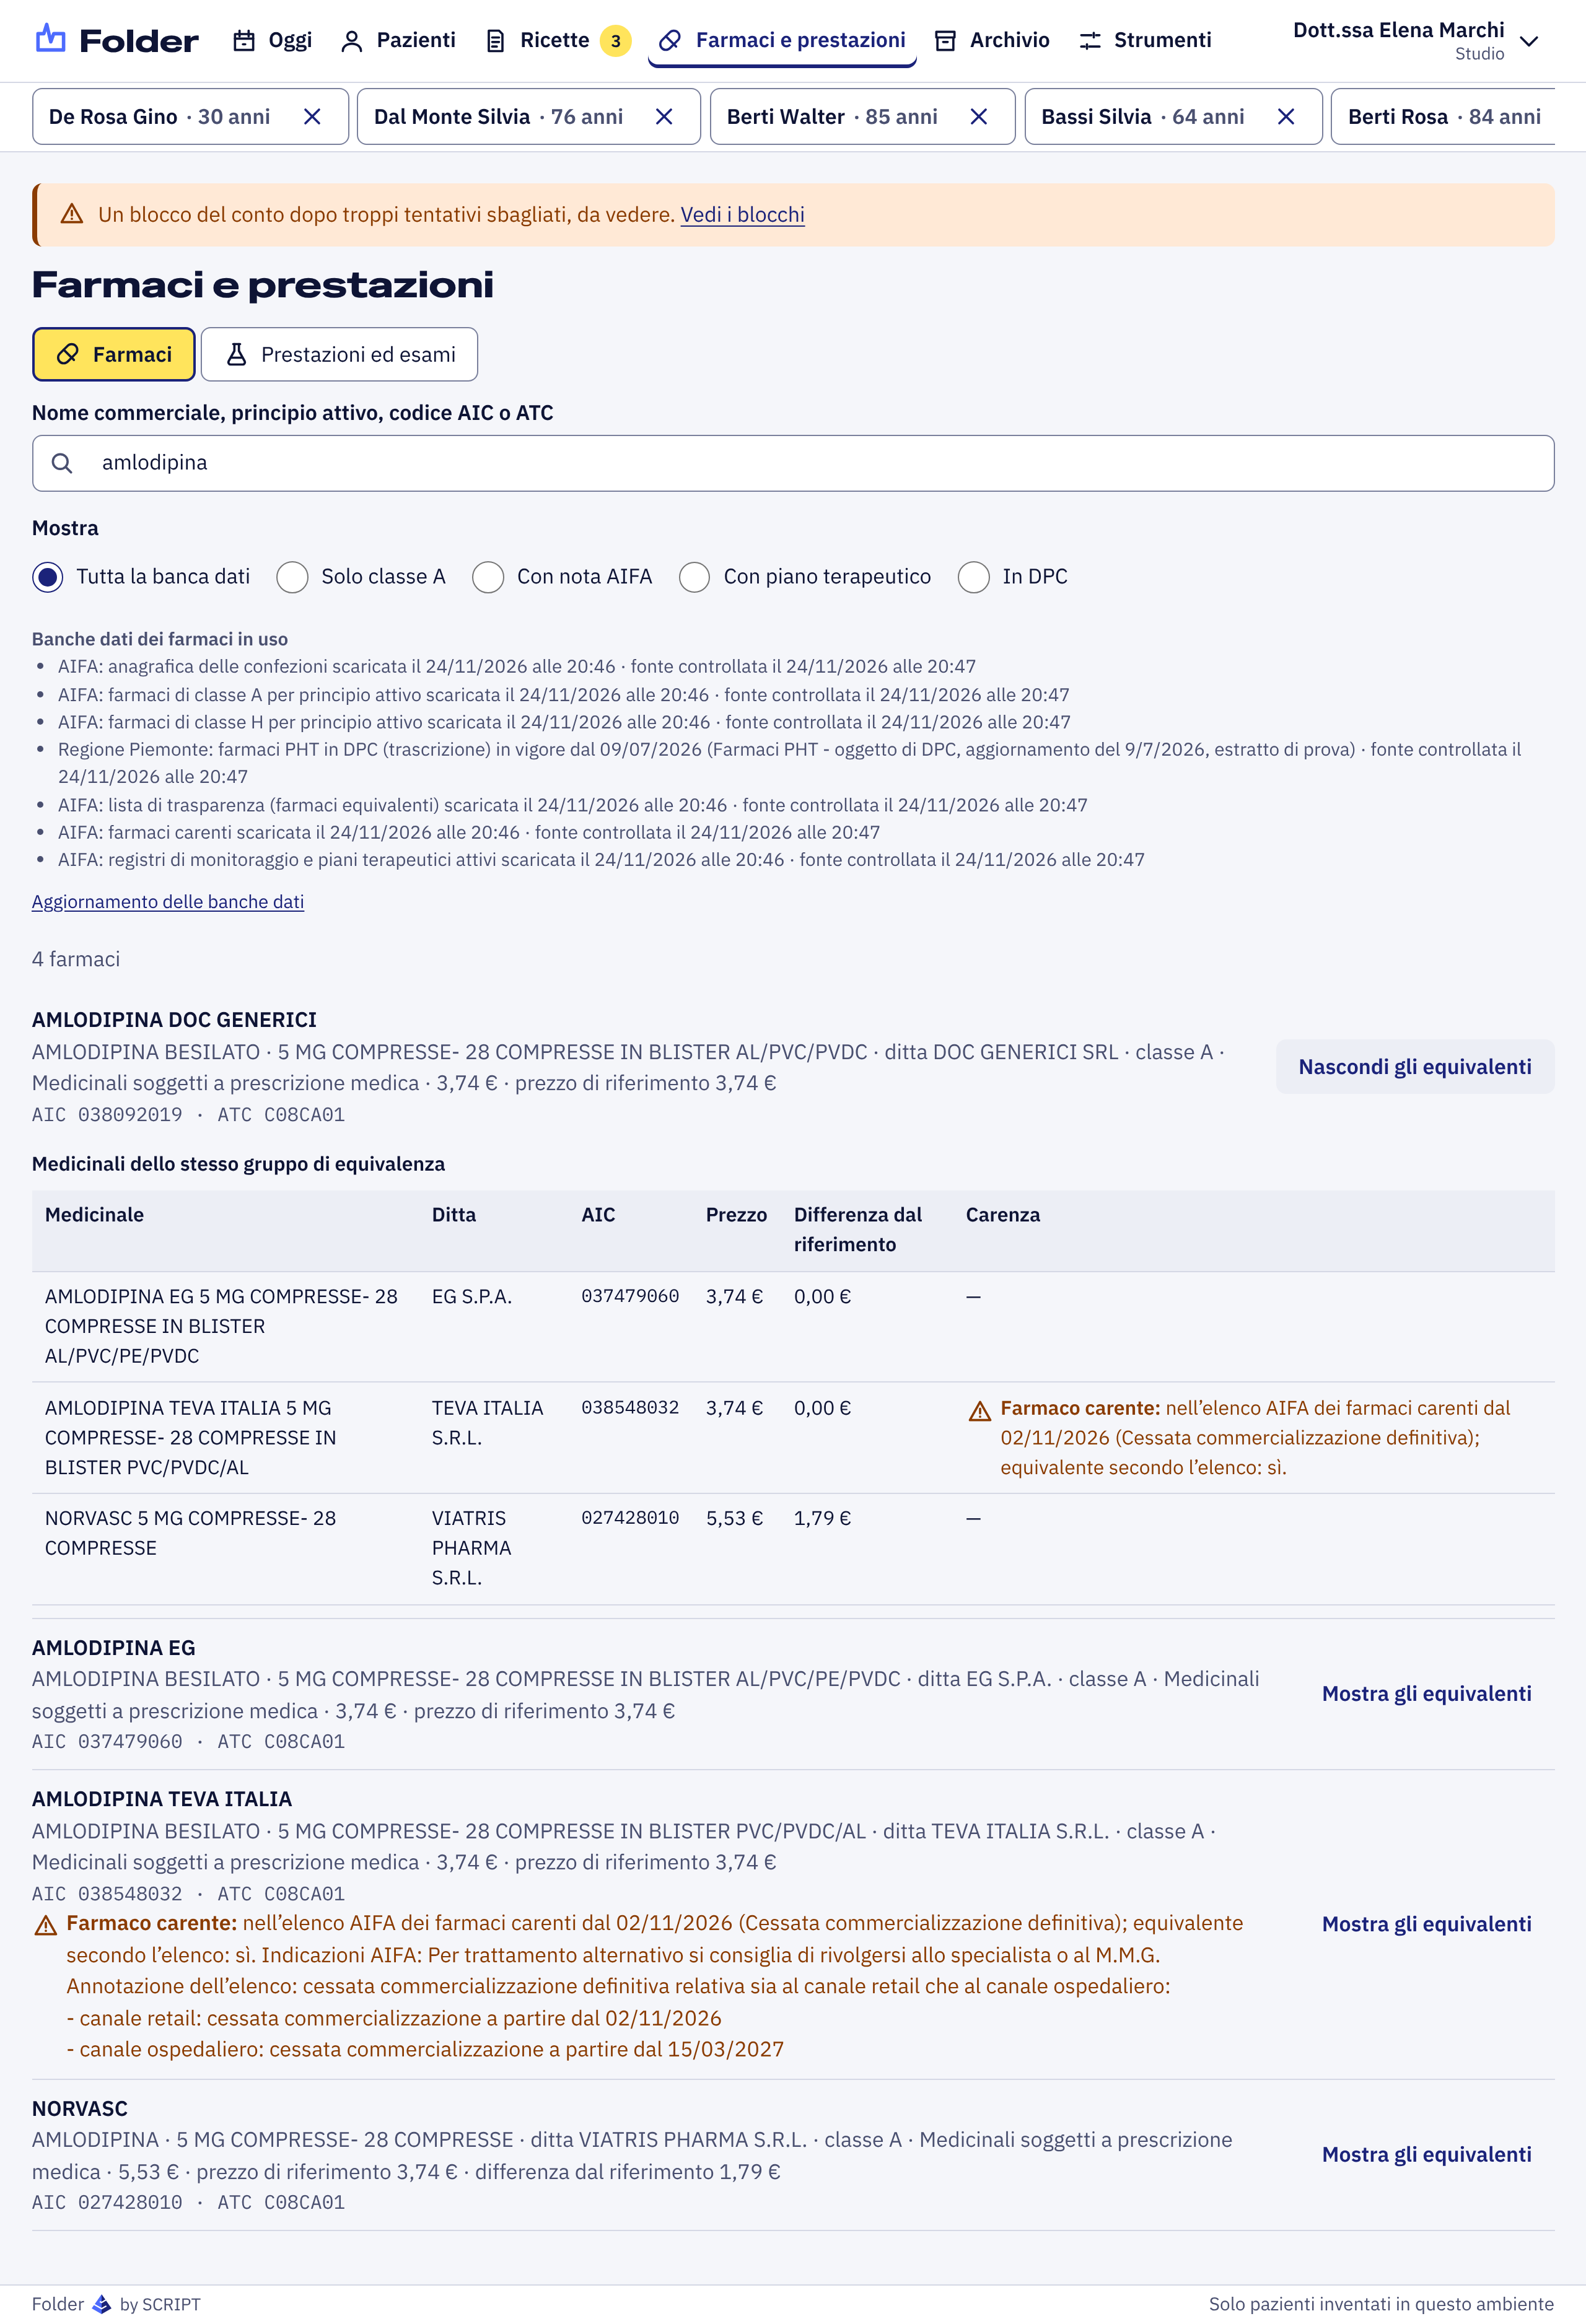 Folder Oggi Pazienti Ricette 3 Farmaci e prestazioni Archivio Strumenti Dott.ssa Elena Marchi
Studio
De Rosa Gino · 30 anni Dal Monte Silvia · 76 anni Berti Walter · 85 anni Bassi Silvia · 64 anni Berti Rosa · 84 anni
Un blocco del conto dopo troppi tentativi sbagliati, da vedere. Vedi i blocchi
Farmaci e prestazioni
Farmaci Prestazioni ed esami
Nome commerciale, principio attivo, codice AIC o ATC
amlodipina
Mostra
Tutta la banca dati Solo classe A Con nota AIFA Con piano terapeutico In DPC
Banche dati dei farmaci in uso
• AIFA: anagrafica delle confezioni scaricata il 24/11/2026 alle 20:46 · fonte controllata il 24/11/2026 alle 20:47
• AIFA: farmaci di classe A per principio attivo scaricata il 24/11/2026 alle 20:46 · fonte controllata il 24/11/2026 alle 20:47
• AIFA: farmaci di classe H per principio attivo scaricata il 24/11/2026 alle 20:46 · fonte controllata il 24/11/2026 alle 20:47
• Regione Piemonte: farmaci PHT in DPC (trascrizione) in vigore dal 09/07/2026 (Farmaci PHT - oggetto di DPC, aggiornamento del 9/7/2026, estratto di prova) · fonte controllata il
24/11/2026 alle 20:47
• AIFA: lista di trasparenza (farmaci equivalenti) scaricata il 24/11/2026 alle 20:46 · fonte controllata il 24/11/2026 alle 20:47
• AIFA: farmaci carenti scaricata il 24/11/2026 alle 20:46 · fonte controllata il 24/11/2026 alle 20:47
• AIFA: registri di monitoraggio e piani terapeutici attivi scaricata il 24/11/2026 alle 20:46 · fonte controllata il 24/11/2026 alle 20:47
Aggiornamento delle banche dati
4 farmaci
AMLODIPINA DOC GENERICI
AMLODIPINA BESILATO · 5 MG COMPRESSE- 28 COMPRESSE IN BLISTER AL/PVC/PVDC · ditta DOC GENERICI SRL · classe A ·
Medicinali soggetti a prescrizione medica · 3,74 € · prezzo di riferimento 3,74 €
AIC 038092019 · ATC C08CA01
Nascondi gli equivalenti
Medicinali dello stesso gruppo di equivalenza
Medicinale Ditta AIC Prezzo Differenza dal Carenza
riferimento
AMLODIPINA EG 5 MG COMPRESSE- 28 EG S.P.A. 037479060 3,74 € 0,00 € —
COMPRESSE IN BLISTER
AL/PVC/PE/PVDC
AMLODIPINA TEVA ITALIA 5 MG TEVA ITALIA 038548032 3,74 € 0,00 € Farmaco carente: nell’elenco AIFA dei farmaci carenti dal
COMPRESSE- 28 COMPRESSE IN S.R.L. 02/11/2026 (Cessata commercializzazione definitiva);
BLISTER PVC/PVDC/AL equivalente secondo l’elenco: sì.
NORVASC 5 MG COMPRESSE- 28 VIATRIS 027428010 5,53 € 1,79 € —
COMPRESSE PHARMA
S.R.L.
AMLODIPINA EG
AMLODIPINA BESILATO · 5 MG COMPRESSE- 28 COMPRESSE IN BLISTER AL/PVC/PE/PVDC · ditta EG S.P.A. · classe A · Medicinali
soggetti a prescrizione medica · 3,74 € · prezzo di riferimento 3,74 €
AIC 037479060 · ATC C08CA01
Mostra gli equivalenti
AMLODIPINA TEVA ITALIA
AMLODIPINA BESILATO · 5 MG COMPRESSE- 28 COMPRESSE IN BLISTER PVC/PVDC/AL · ditta TEVA ITALIA S.R.L. · classe A ·
Medicinali soggetti a prescrizione medica · 3,74 € · prezzo di riferimento 3,74 €
AIC 038548032 · ATC C08CA01
Farmaco carente: nell’elenco AIFA dei farmaci carenti dal 02/11/2026 (Cessata commercializzazione definitiva); equivalente
secondo l’elenco: sì. Indicazioni AIFA: Per trattamento alternativo si consiglia di rivolgersi allo specialista o al M.M.G.
Annotazione dell’elenco: cessata commercializzazione definitiva relativa sia al canale retail che al canale ospedaliero:
- canale retail: cessata commercializzazione a partire dal 02/11/2026
- canale ospedaliero: cessata commercializzazione a partire dal 15/03/2027
Mostra gli equivalenti
NORVASC
AMLODIPINA · 5 MG COMPRESSE- 28 COMPRESSE · ditta VIATRIS PHARMA S.R.L. · classe A · Medicinali soggetti a prescrizione
medica · 5,53 € · prezzo di riferimento 3,74 € · differenza dal riferimento 1,79 €
AIC 027428010 · ATC C08CA01
Mostra gli equivalenti
Folder by SCRIPT Solo pazienti inventati in questo ambiente